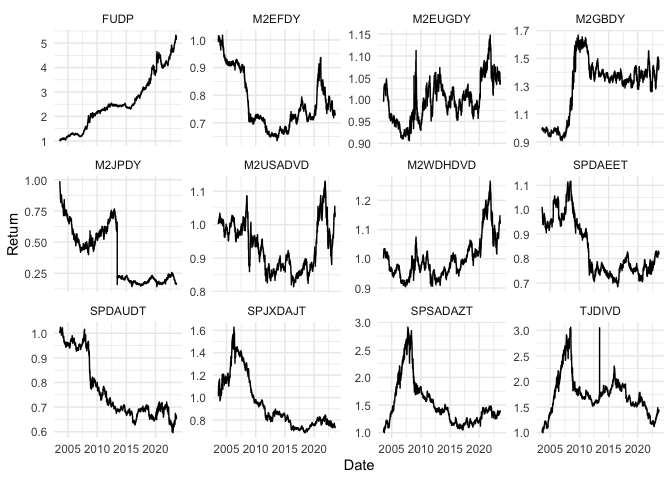 FUDP M2EFDY M2EUGDY M2GBDY
5 1.0 1.15 1.7
4 0.9 1.10 1.5
3 0.8 1.05 1.3
2 0.7 1.00 1.1
1 0.95 0.9
0.90
M2JPDY M2USADVD M2WDHDVD SPDAEET
1.00 1.1 1.2 1.1
0.75 1.0 1.1 1.0
0.50 0.9 1.0 0.9
0.25 0.8 0.9 0.8
0.7
SPDAUDT SPJXDAJT SPSADAZT TJDIVD
1.0 1.6 3.0 3.0
0.9 1.4 2.5 2.5
0.8 1.2 2.0 2.0
0.7 1.0 1.5 1.5
0.6 0.8 1.0 1.0
2005 2010 2015 2020 2005 2010 2015 2020 2005 2010 2015 2020 2005 2010 2015 2020
Return
Date